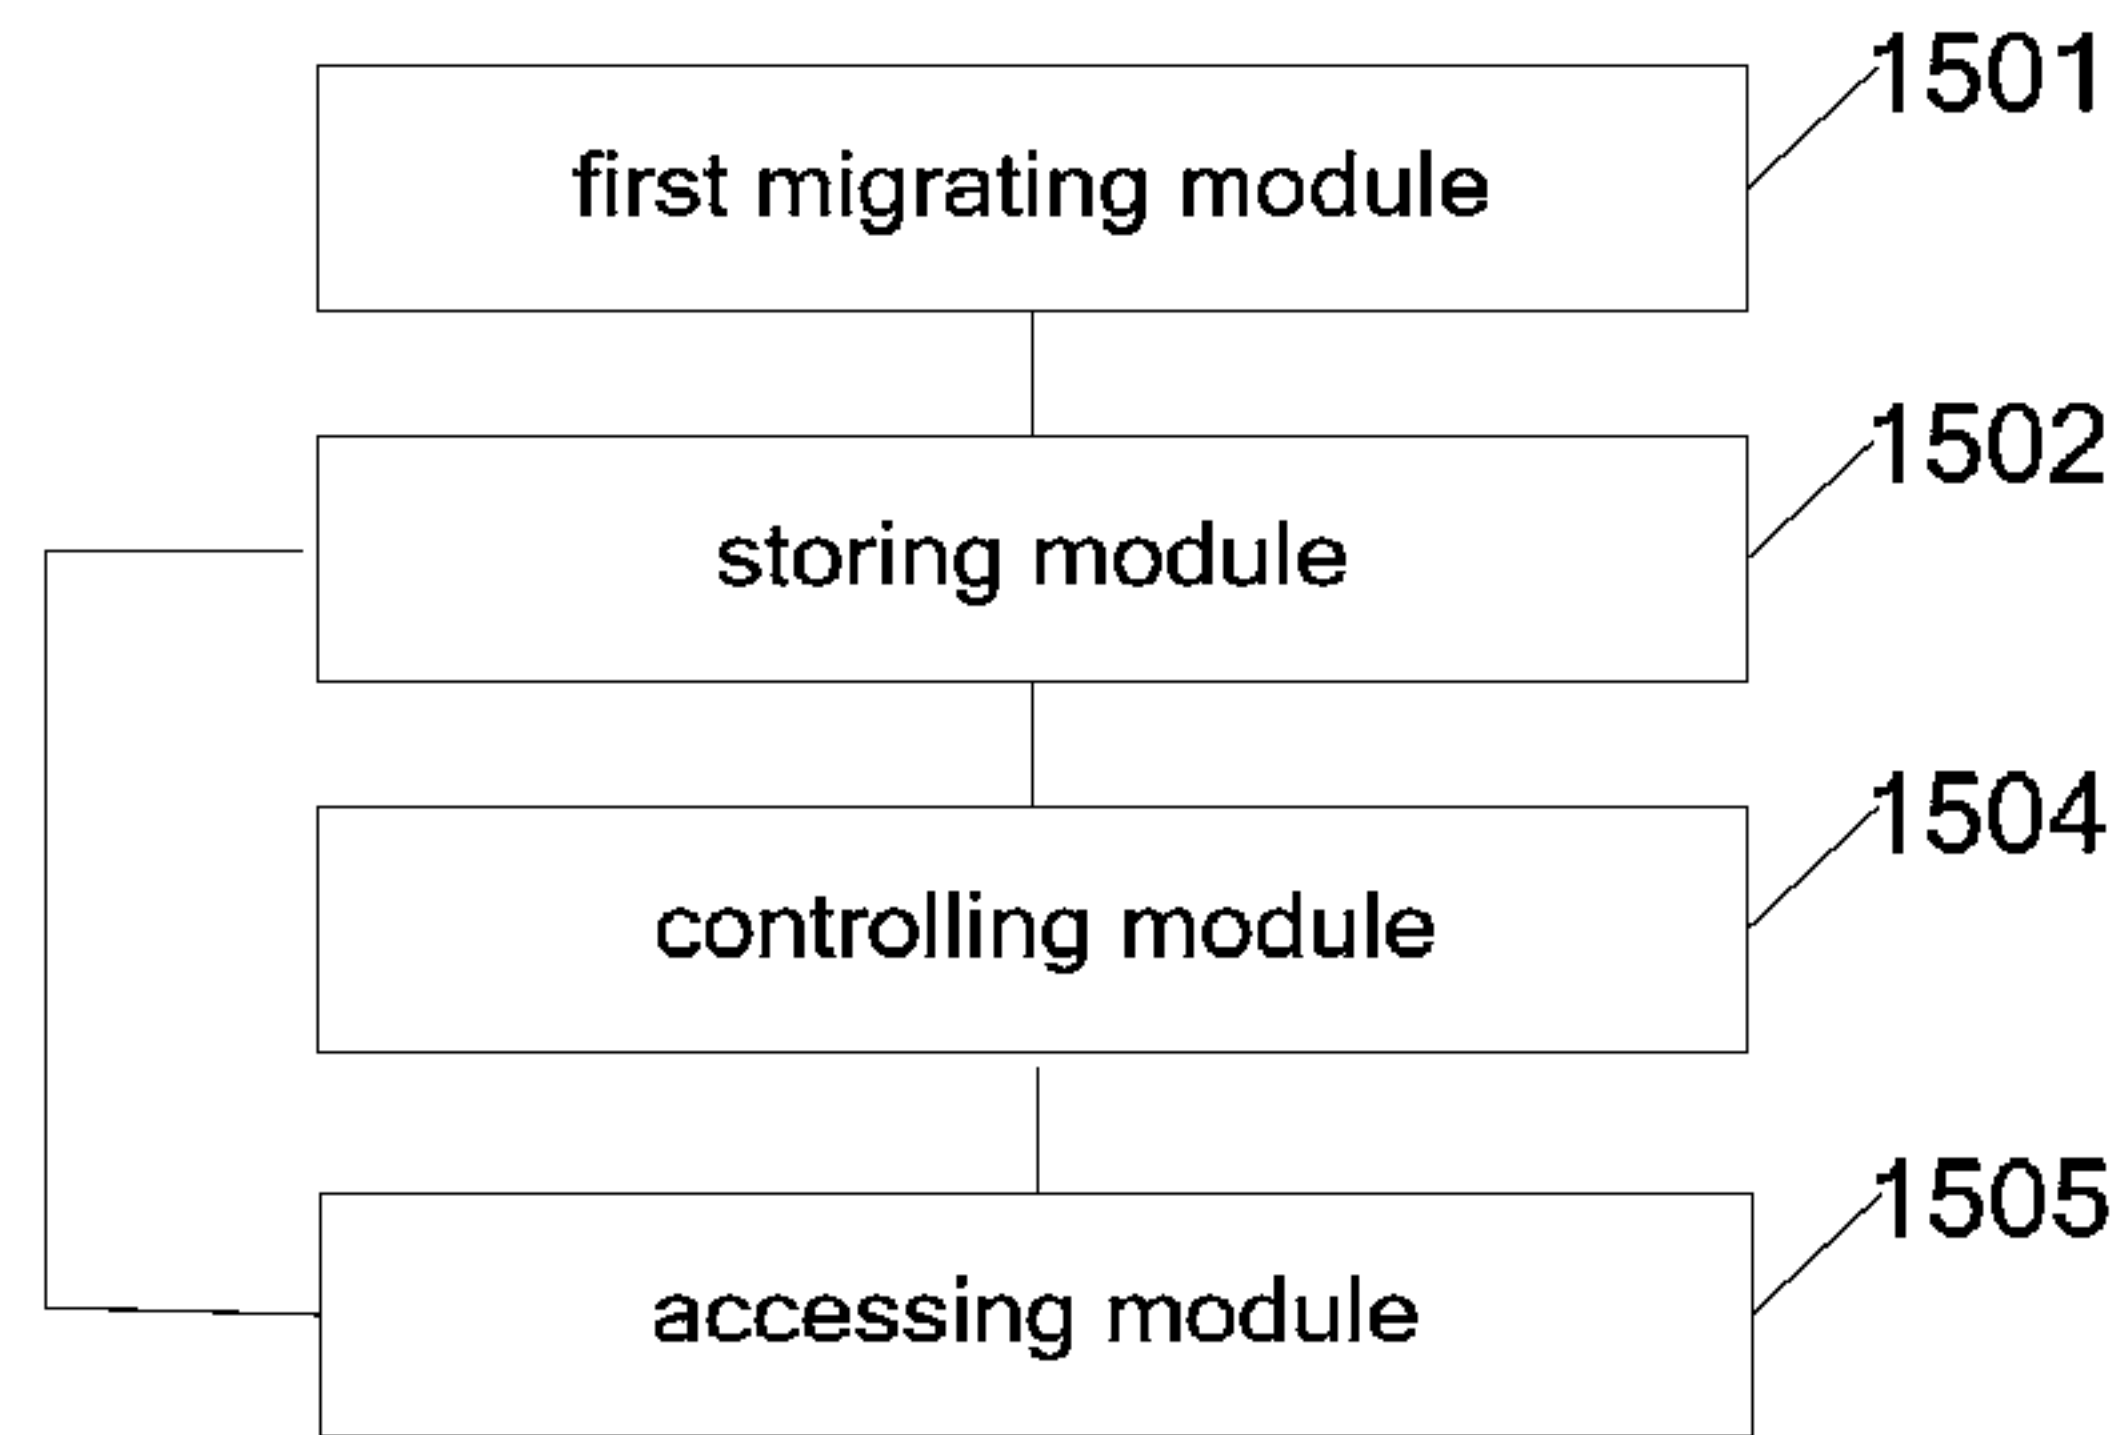 1501
first migrating module
1502
storing module
1504
controlling module
1505
accessing module